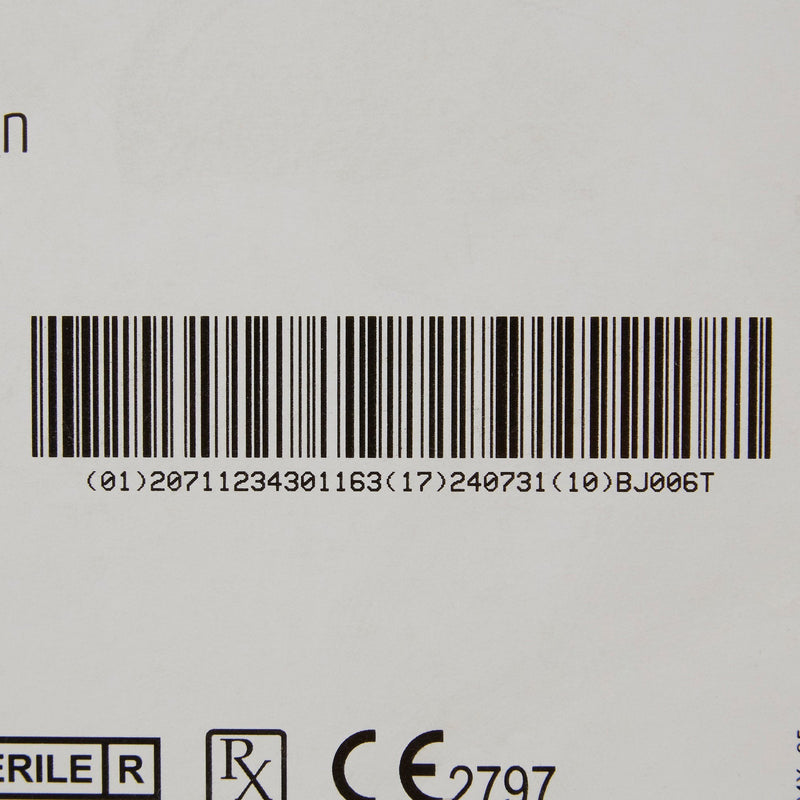 n
(01)20711234301163(17)240731(10)BJ006T
ERILE R
Rx
CE 2797